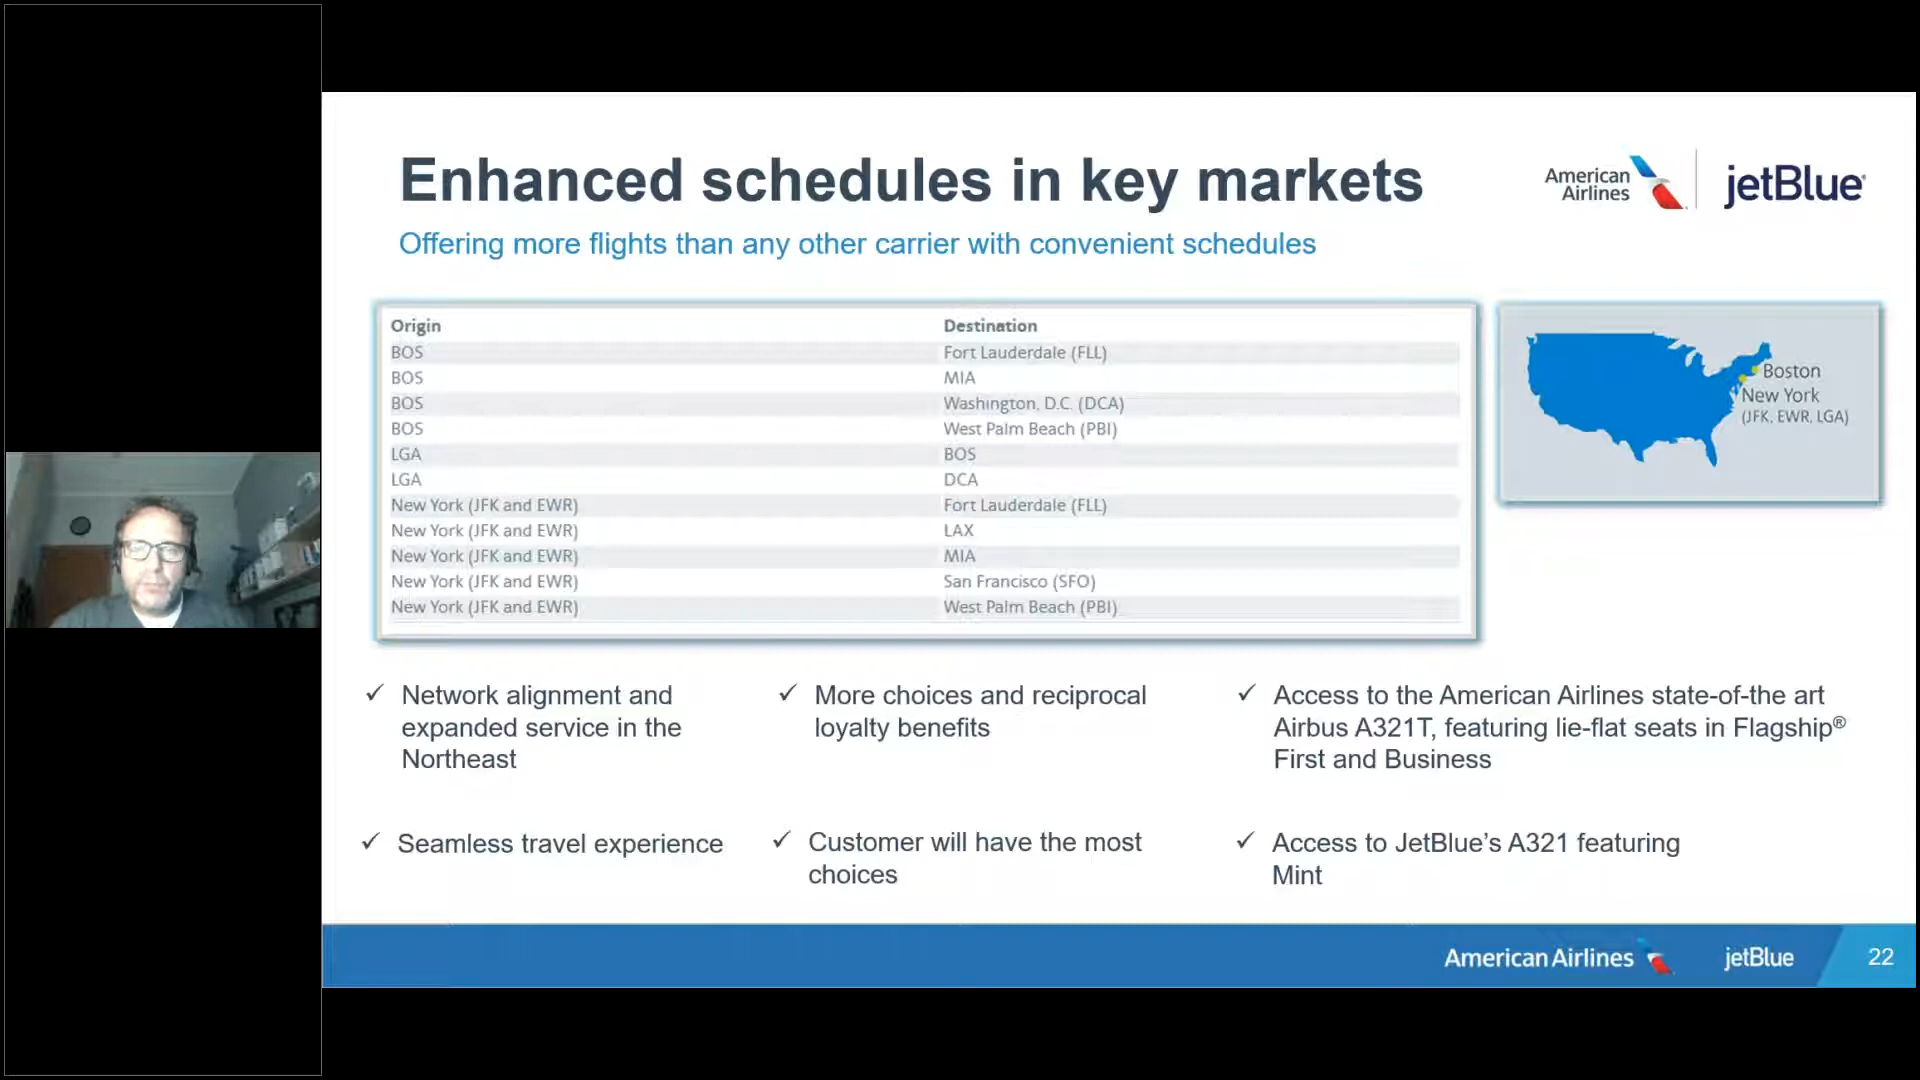 Enhanced schedules in key markets
American
Airlines
jetBlue
Offering more flights than any other carrier with convenient schedules
Origin Destination
BOS Fort Lauderdale (FLL)
BOS MIA
BOS Washington, D.C. (DCA)
BOS West Palm Beach (PBI)
LGA BOS
LGA DCA
New York (JFK and EWR) Fort Lauderdale (FLL)
New York (JFK and EWR) LAX
New York (JFK and EWR) MIA
New York (JFK and EWR) San Francisco (SFO)
New York (JFK and EWR) West Palm Beach (PBI)
Boston
New York
(JFK, EWR, LGA)
Network alignment and
expanded service in the
Northeast
More choices and reciprocal
loyalty benefits
Access to the American Airlines state-of-the art
Airbus A321T, featuring lie-flat seats in Flagship®
First and Business
Seamless travel experience
Customer will have the most
choices
Access to JetBlue’s A321 featuring
Mint
American Airlines
jetBlue
22